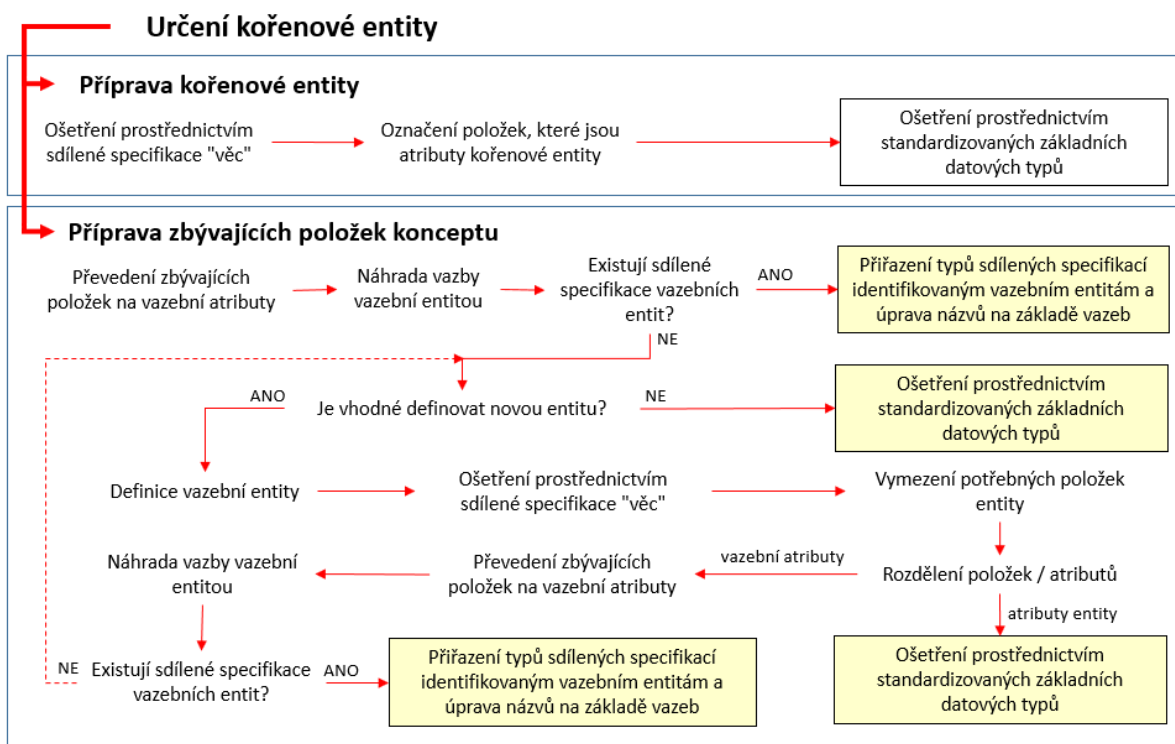 Určení kořenové entity
Příprava kořenové entity
Ošetření prostřednictvím
sdílené specifikace "věc"
Označení položek, které jsou
atributy kořenové entity
Ošetření prostřednictvím
standardizovaných základních
datových typů
Příprava zbývajících položek konceptu
Převedení zbývajících
položek na vazební atributy
Náhrada vazby
vazební entitou
Existují sdílené
specifikace vazebních
entit?
ANO
Přiřazení typů sdílených specifikací
identifikovaným vazebním entitám a
úprava názvů na základě vazeb
NE
ANO
Je vhodné definovat novou entitu?
NE
Ošetření prostřednictvím
standardizovaných základních
datových typů
Definice vazební entity
Ošetření prostřednictvím
sdílené specifikace "věc"
Vymezení potřebných položek
entity
Náhrada vazby vazební
entitou
Převedení zbývajících
položek na vazební atributy
vazební atributy
Rozdělení položek / atributů
atributy entity
NE
Existují sdílené specifikace
vazebních entit?
ANO
Přiřazení typů sdílených specifikací
identifikovaným vazebním entitám a
úprava názvů na základě vazeb
Ošetření prostřednictvím
standardizovaných základních
datových typů